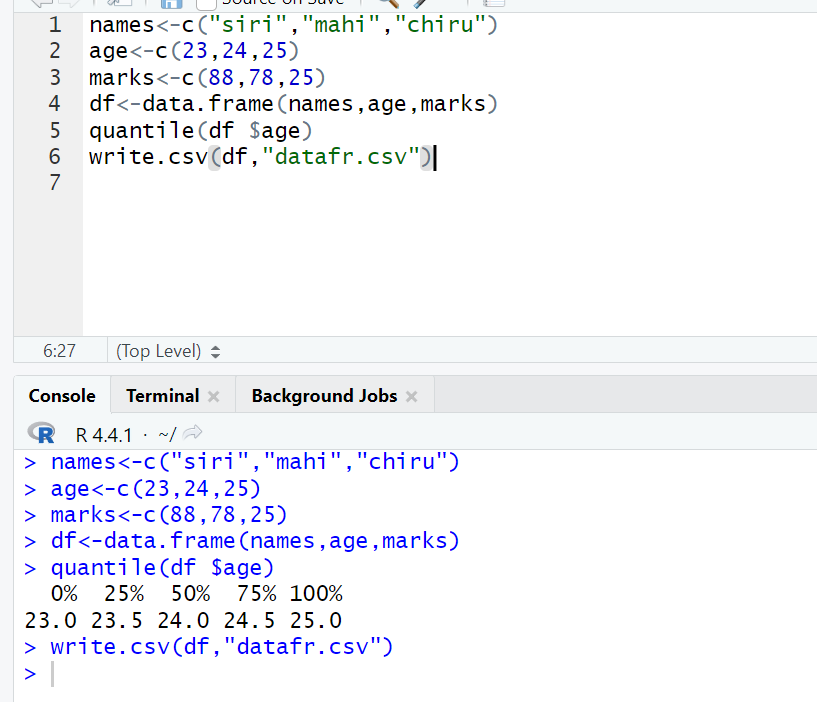 Source on Save
1 names<-c("siri","mahi","chiru")
2 age<-c(23,24,25)
3 marks<-c(88,78,25)
4 df<-data.frame(names,age,marks)
5 quantile(df $age)
6 write.csv(df,"datafr.csv")
7
6:27 (Top Level)
Console Terminal Background Jobs
R R 4.4.1 · ~/
> names<-c("siri","mahi","chiru")
> age<-c(23,24,25)
> marks<-c(88,78,25)
> df<-data.frame(names,age,marks)
> quantile(df $age)
0% 25% 50% 75% 100%
23.0 23.5 24.0 24.5 25.0
> write.csv(df,"datafr.csv")
>